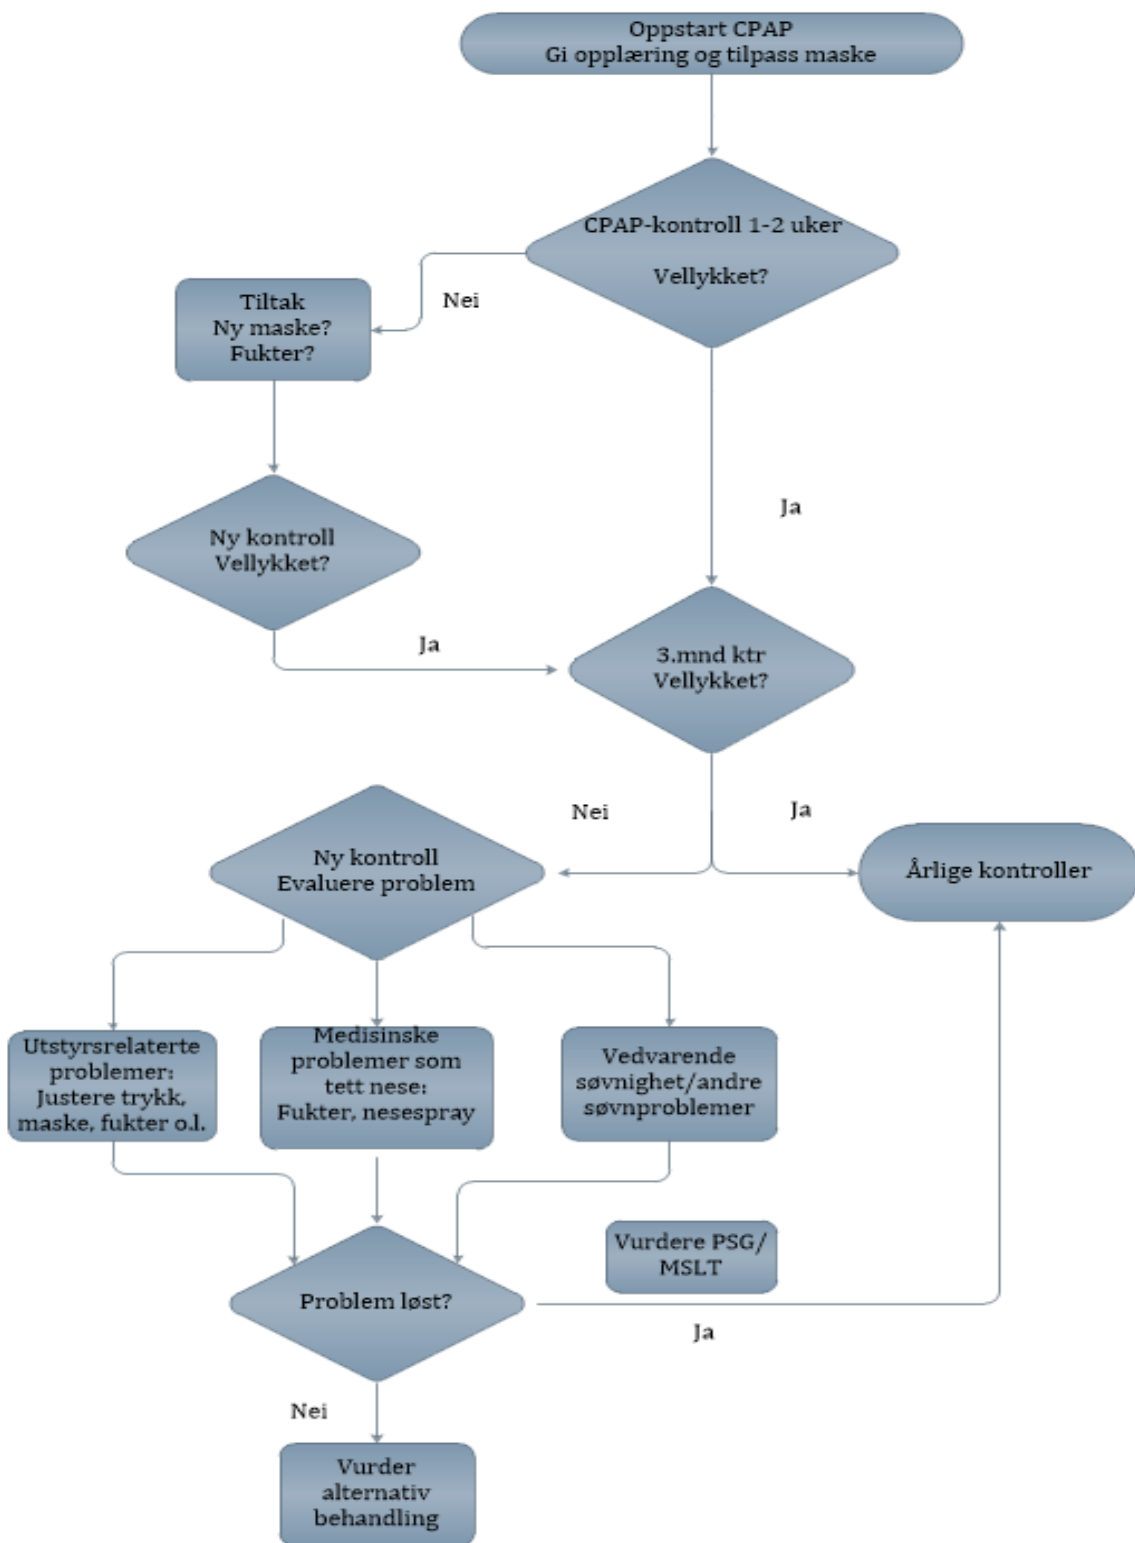 Oppstart CPAP
Gi opplæring og tilpass maske
CPAP-kontroll 1-2 uker
Vellykket?
Nei
Tiltak
Ny maske?
Fukter?
Ja
Ny kontroll
Vellykket?
Ja
3.mnd ktr
Vellykket?
Nei
Ja
Ny kontroll
Evaluere problem
Årlige kontroller
Utstyrsrelaterte
problemer:
Justere trykk,
maske, fukter o.l.
Medisinske
problemer som
tett nese:
Fukter, nesespray
Vedvarende
søvnighet/andre
søvnproblemer
Vurdere PSG/
MSLT
Problem løst?
Ja
Nei
Vurder
alternativ
behandling